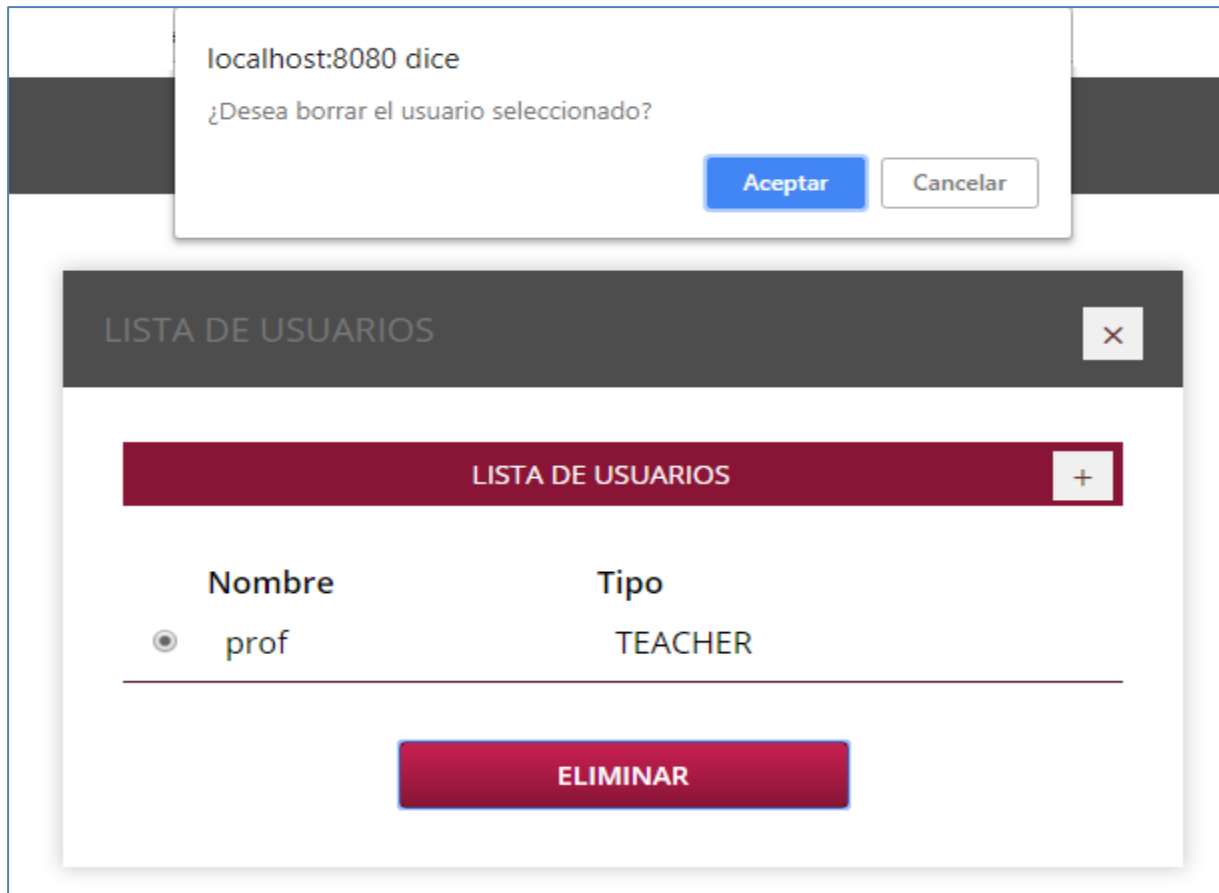 localhost:8080 dice
¿Desea borrar el usuario seleccionado?
Aceptar Cancelar
LISTA DE USUARIOS ×
LISTA DE USUARIOS +
Nombre Tipo
prof TEACHER
ELIMINAR